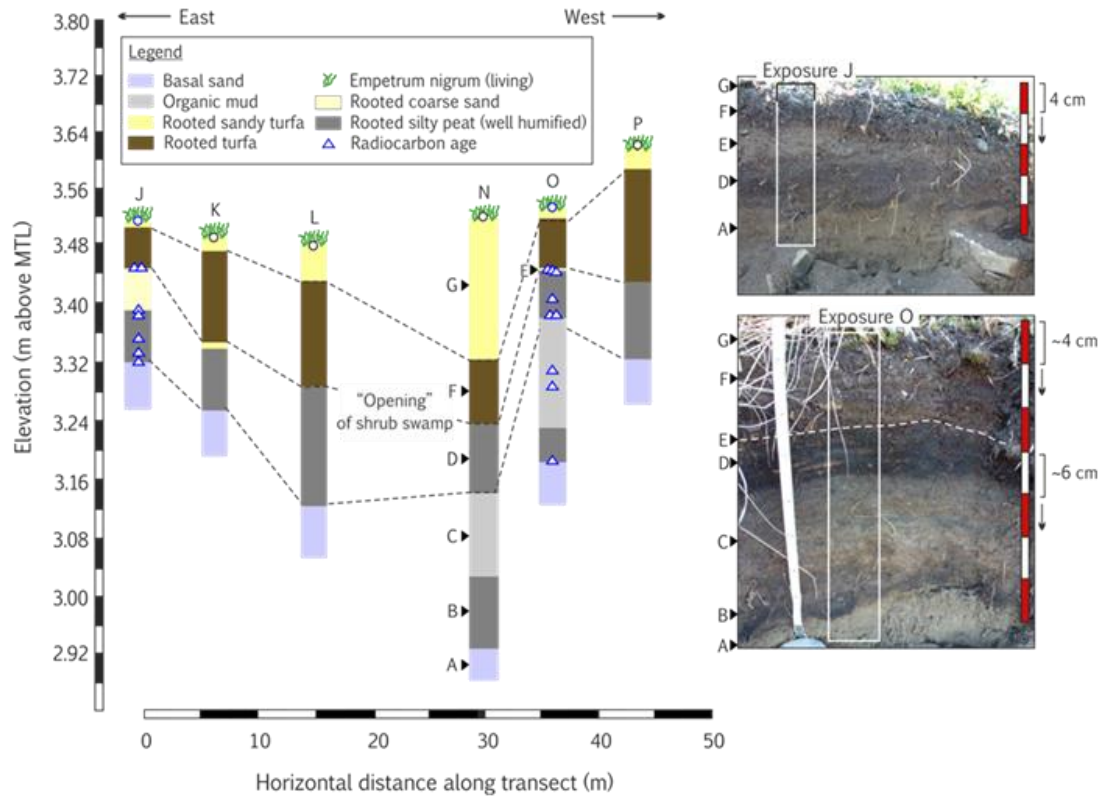 East
West
3.80
3.72
3.64
3.56
3.48
3.40
3.32
3.24
3.16
3.08
3.00
2.92
Elevation (m above MTL)
Legend
Basal sand
Organic mud
Rooted sandy turfa
Rooted turfa
Empetrum nigrum (living)
Rooted coarse sand
Rooted silty peat (well humified)
Radiocarbon age
J
K
L
N
O
P
G
F
D
C
B
A
E
"Opening"
of shrub swamp
0
10
20
30
40
50
Horizontal distance along transect (m)
Exposure J
G
F
E
D
A
4 cm
Exposure O
G
F
E
D
C
B
A
~4 cm
~6 cm